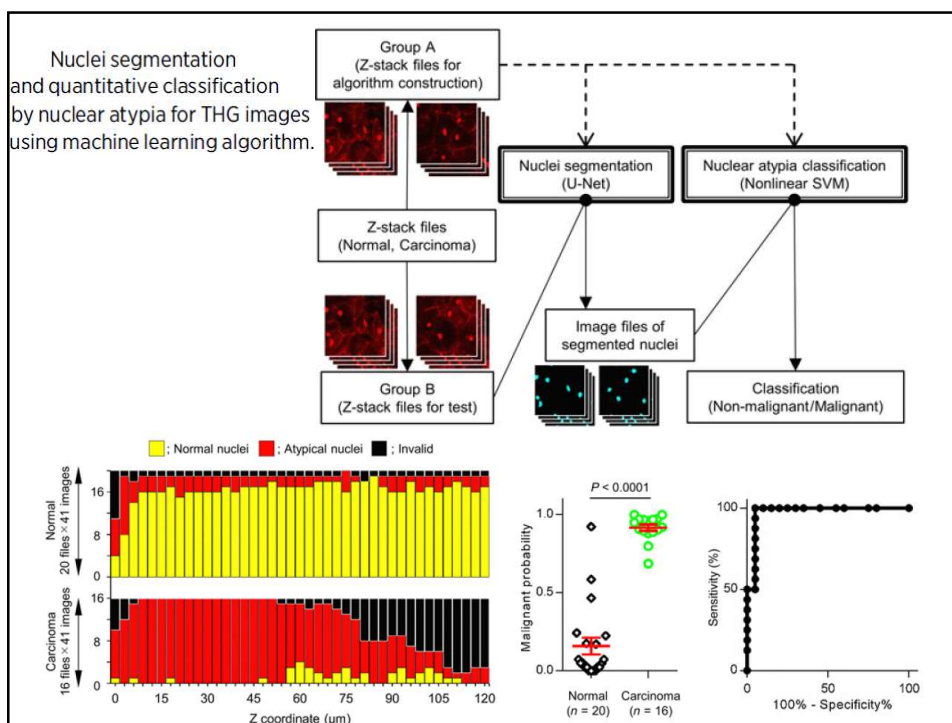 Nuclei segmentation
and quantitative classification
by nuclear atypia for THG images
using machine learning algorithm.
Group A
(Z-stack files for
algorithm construction)
Nuclei segmentation
(U-Net)
Nuclear atypia classification
(Nonlinear SVM)
Z-stack files
(Normal, Carcinoma)
Image files of
segmented nuclei
Group B
(Z-stack files for test)
Classification
(Non-malignant/Malignant)
; Normal nuclei ; Atypical nuclei ; Invalid
Normal
20 files × 41 images
16
8
0
Carcinoma
16 files × 41 images
16
8
0
0 15 30 45 60 75 90 105 120
Z coordinate (μm)
P < 0.0001
Malignant probability
1.0
0.5
0.0
Normal
(n = 20)
Carcinoma
(n = 16)
Sensitivity (%)
100
50
0
0 50 100
100% - Specificity%